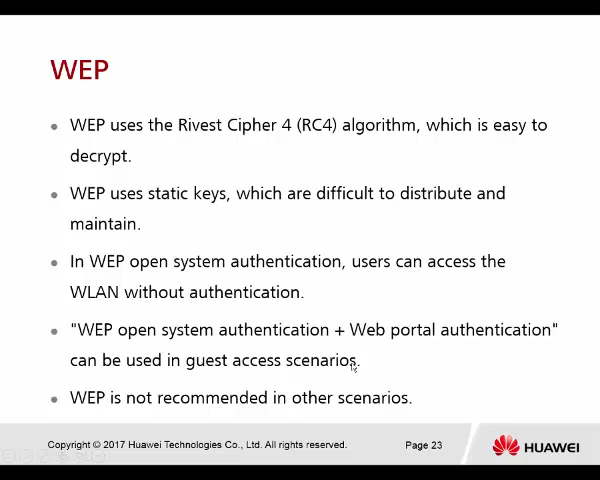 WEP
WEP uses the Rivest Cipher 4 (RC4) algorithm, which is easy to
decrypt.
WEP uses static keys, which are difficult to distribute and
maintain.
In WEP open system authentication, users can access the
WLAN without authentication.
"WEP open system authentication + Web portal authentication"
can be used in guest access scenarios.
WEP is not recommended in other scenarios.
Copyright © 2017 Huawei Technologies Co., Ltd. All rights reserved.
Page 23
HUAWEI